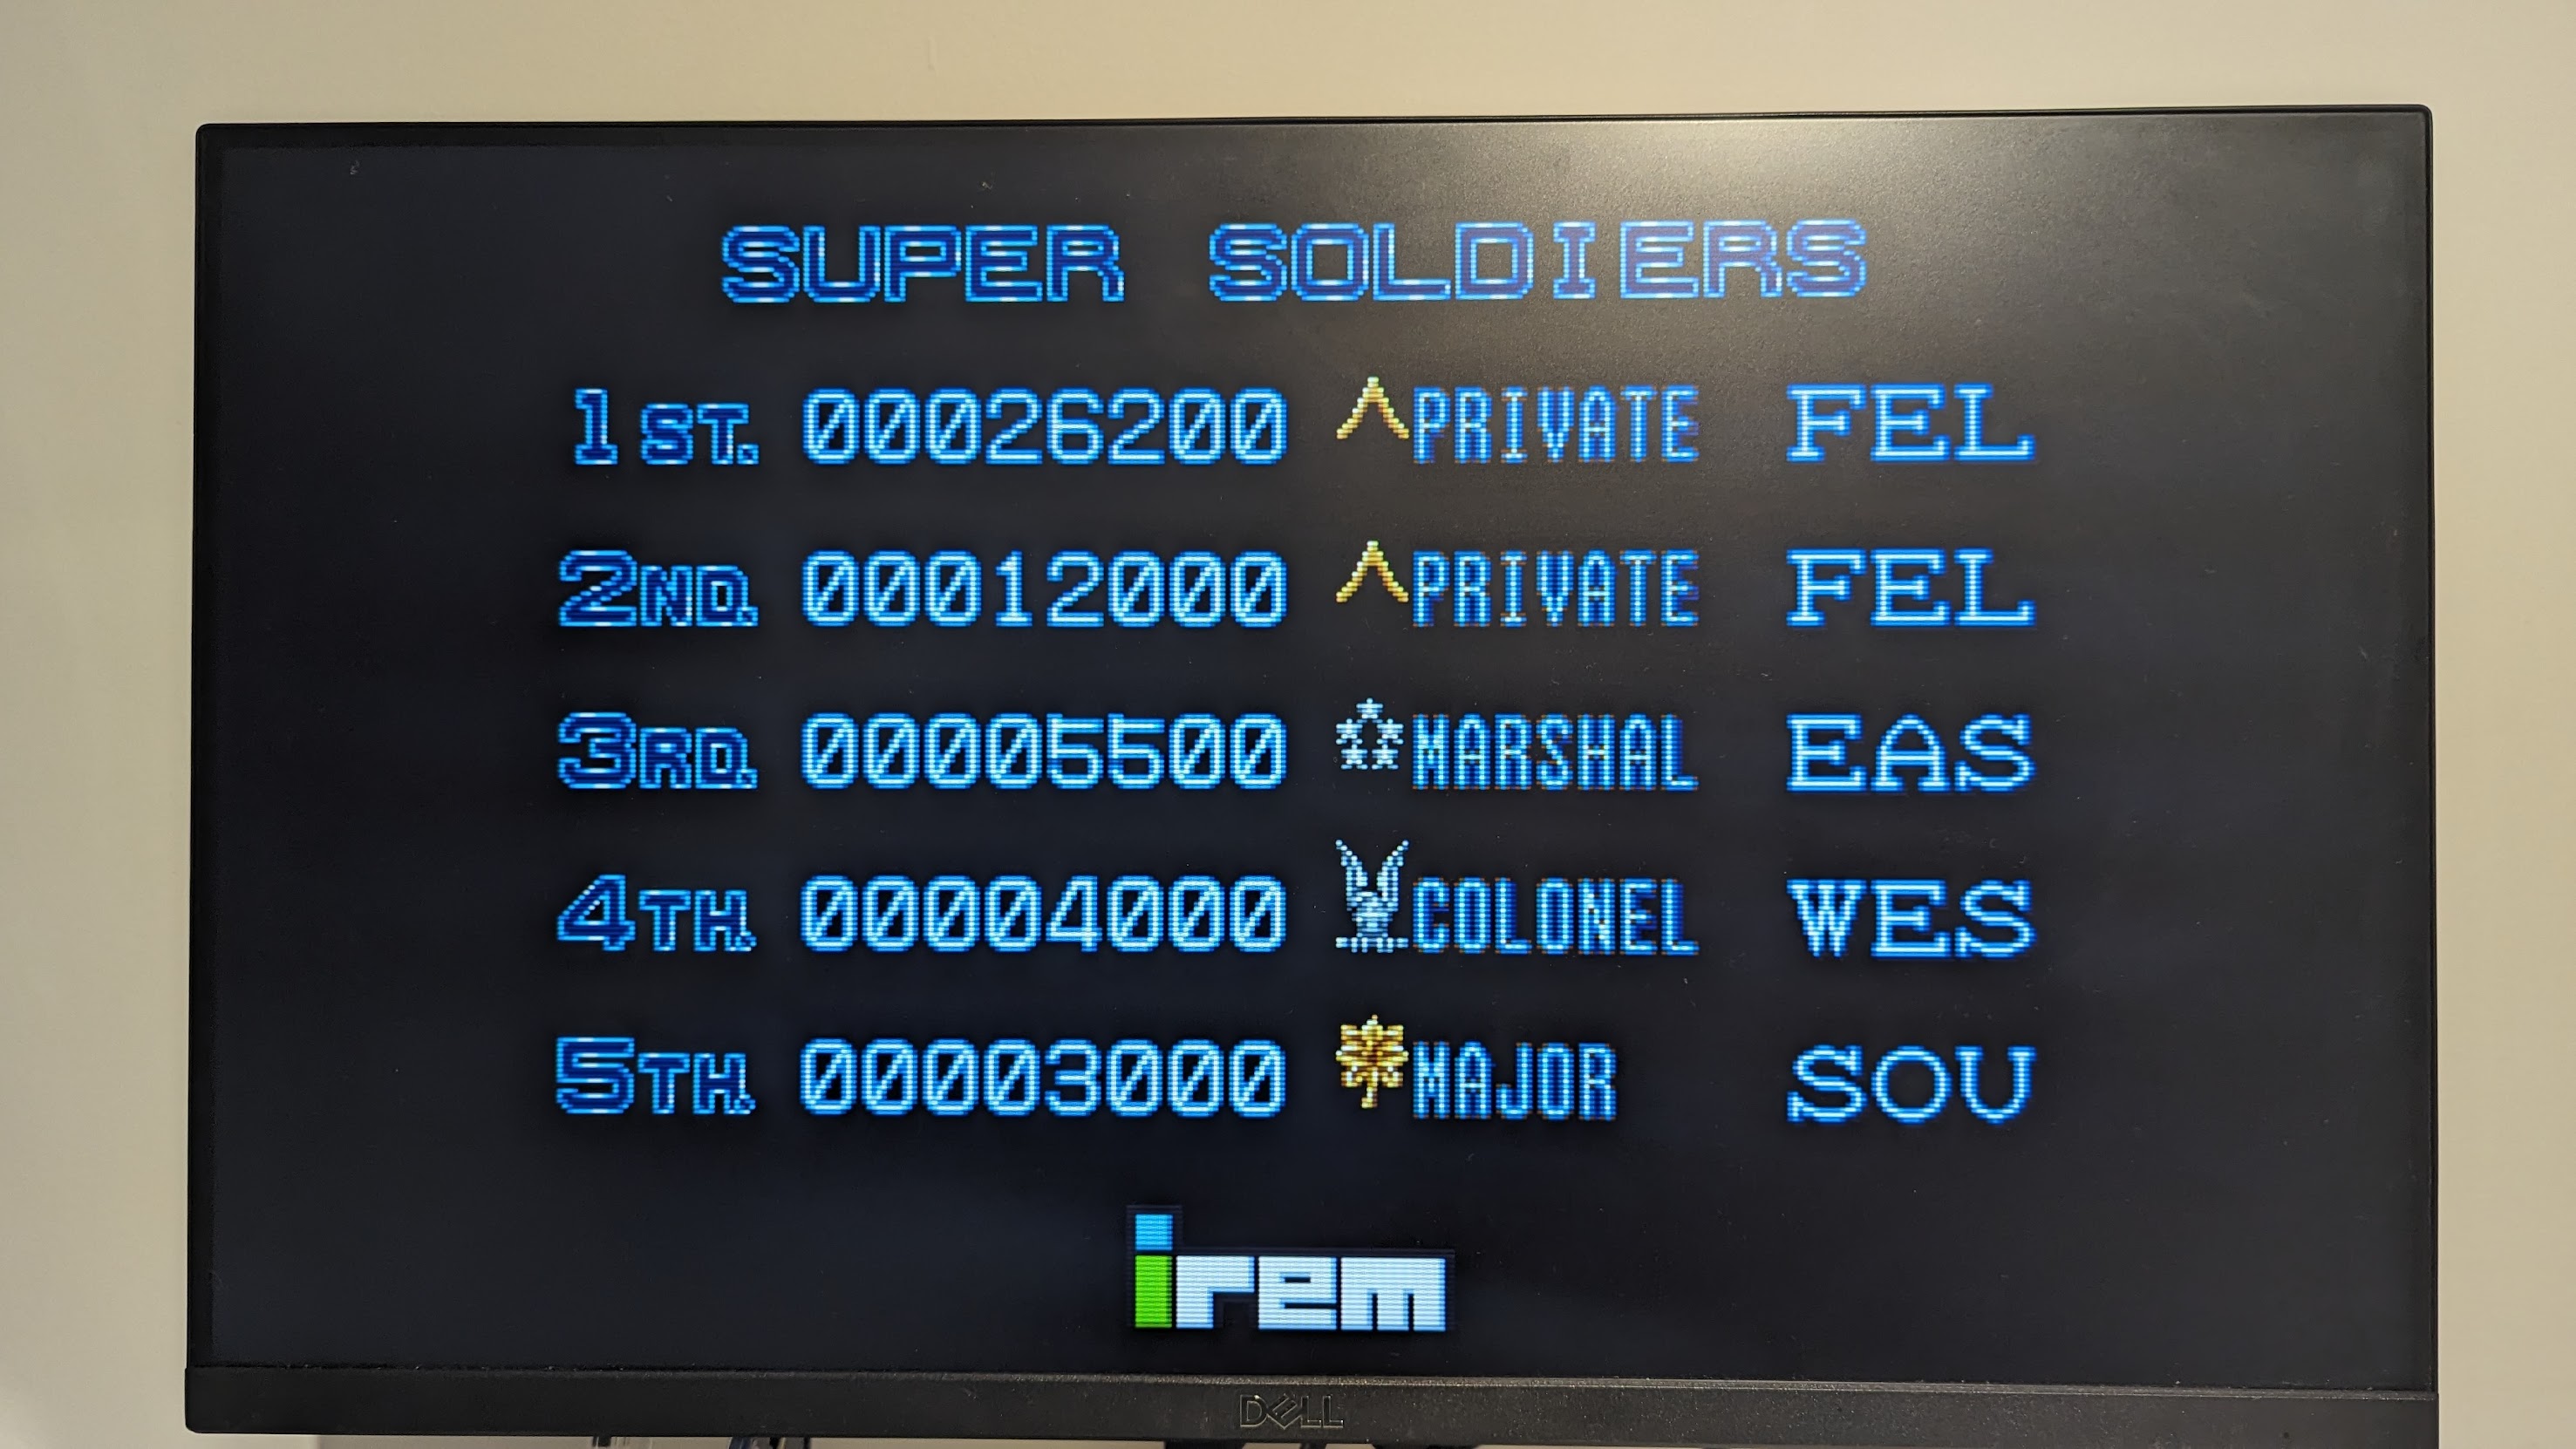 SUPER SOLDIERS
1ST. 00026200 PRIVATE FEL
2ND. 00012000 PRIVATE FEL
3RD. 00005500 MARSHAL EAS
4TH. 00004000 COLONEL WES
5TH. 00003000 MAJOR SOU
irem
DELL